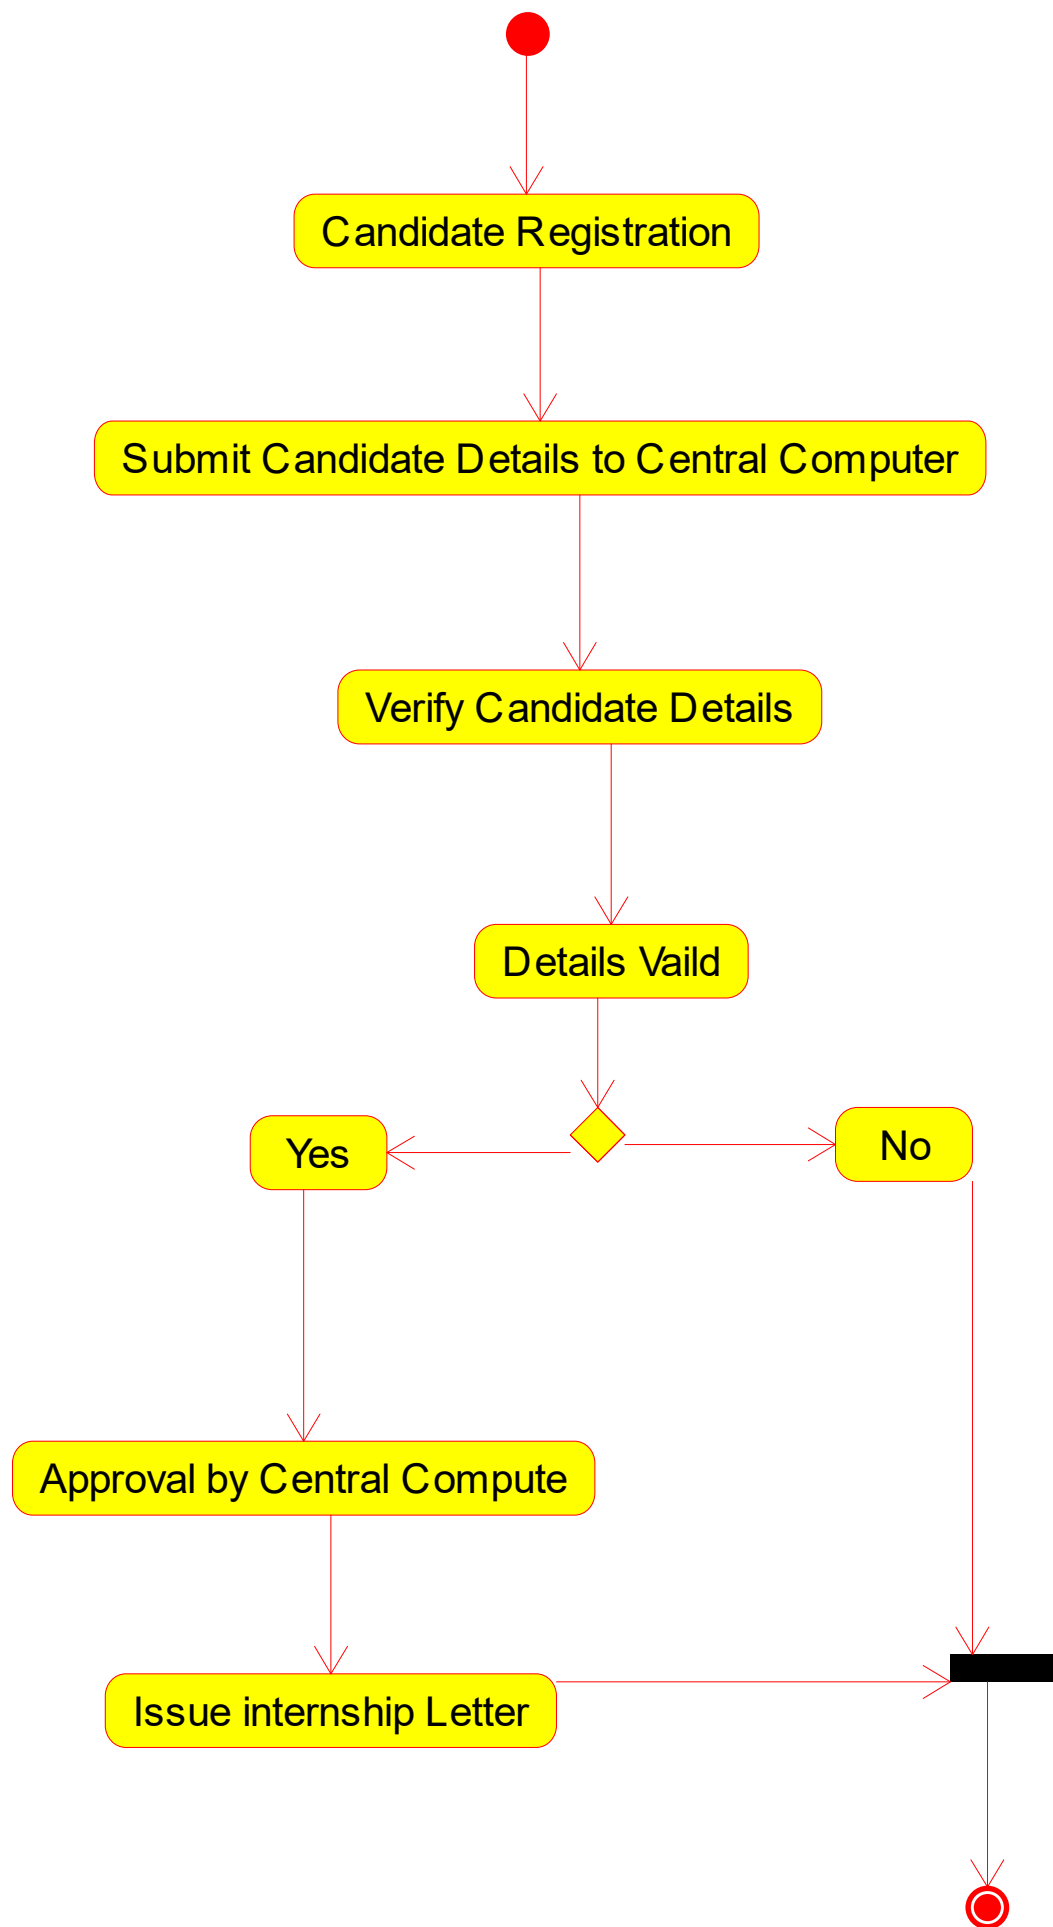 Candidate Registration
Submit Candidate Details to Central Computer
Verify Candidate Details
Details Vaild
Yes
No
Approval by Central Compute
Issue internship Letter